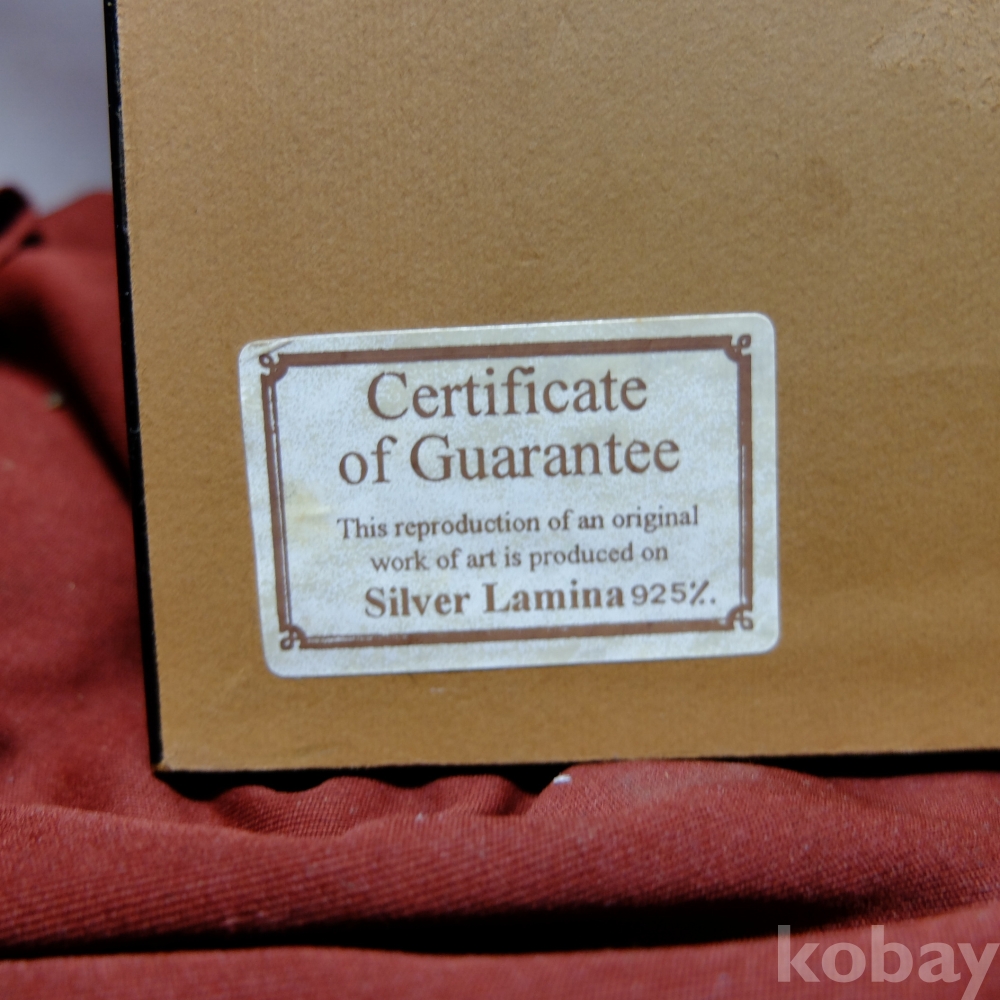 Certificate
of Guarantee
This reproduction of an original
work of art is produced on
Silver Lamina 925‰.
kobay